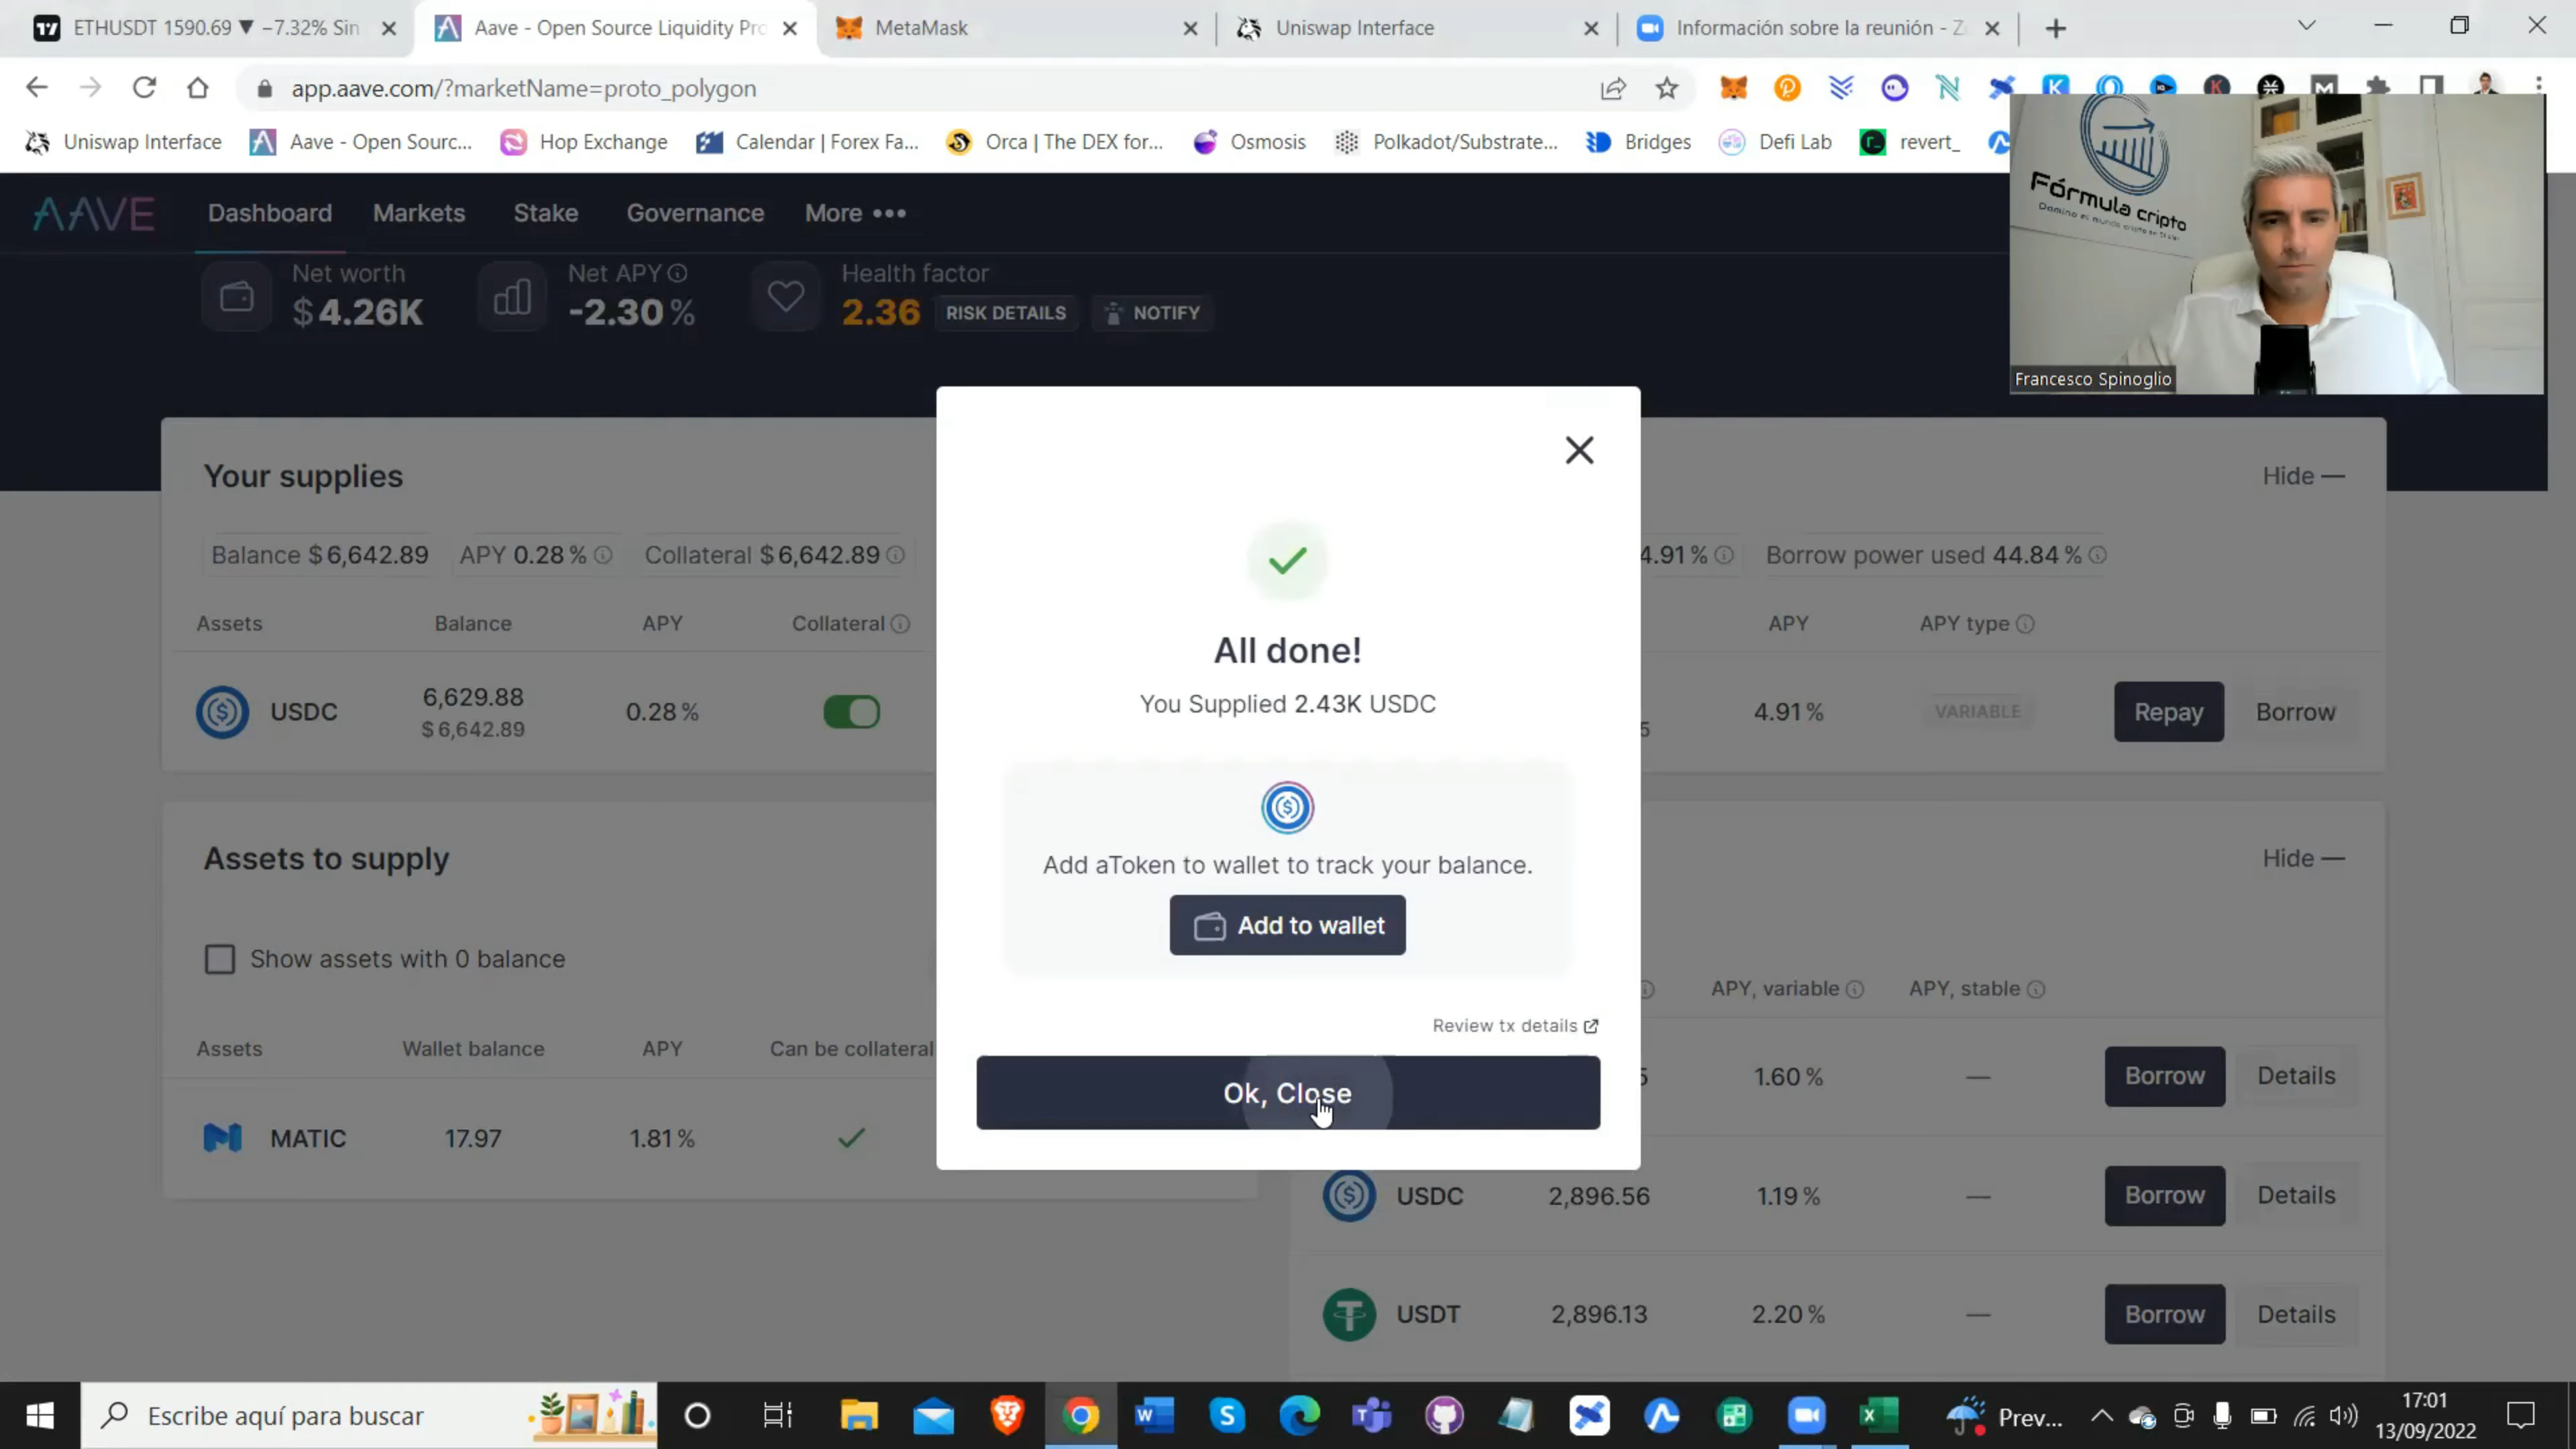 ETHUSDT 1590.69 ▼ −7.32% Sin
Aave - Open Source Liquidity Pro
MetaMask
Uniswap Interface
Información sobre la reunión - Z
app.aave.com/?marketName=proto_polygon
Uniswap Interface
Aave - Open Sourc...
Hop Exchange
Calendar | Forex Fa...
Orca | The DEX for...
Osmosis
Polkadot/Substrate...
Bridges
Defi Lab
revert_
AAVE
Dashboard
Markets
Stake
Governance
More •••
Net worth
$4.26K
Net APY
-2.30%
Health factor
2.36
RISK DETAILS
NOTIFY
Fórmula cripto
Francesco Spinoglio
Your supplies
Hide —
Balance $6,642.89
APY 0.28%
Collateral $6,642.89
4.91%
Borrow power used 44.84%
Assets
Balance
APY
Collateral
APY
APY type
USDC
6,629.88
$6,642.89
0.28%
5
4.91%
VARIABLE
Repay
Borrow
All done!
You Supplied 2.43K USDC
Add aToken to wallet to track your balance.
Add to wallet
Review tx details
Ok, Close
Assets to supply
Hide —
Show assets with 0 balance
Assets
Wallet balance
APY
Can be collateral
APY, variable
APY, stable
MATIC
17.97
1.81%
5
1.60%
—
Borrow
Details
USDC
2,896.56
1.19%
—
Borrow
Details
USDT
2,896.13
2.20%
—
Borrow
Details
Escribe aquí para buscar
Prev...
17:01
13/09/2022